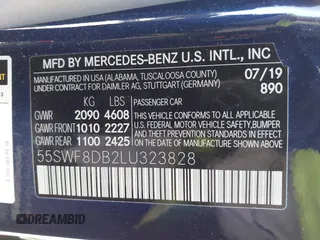 MFD BY MERCEDES-BENZ U.S. INTL., INC
MANUFACTURED IN USA (ALABAMA, TUSCALOOSA COUNTY) 07/19
UNDER LICENSE FOR DAIMLER AG, STUTTGART (GERMANY) 890
KG LBS PASSENGER CAR
GVWR 2090 4608
GAWR FRONT 1010 2227
GAWR REAR 1100 2425
THIS VEHICLE CONFORMS TO ALL APPLICABLE FEDERAL MOTOR VEHICLE SAFETY, BUMPER, AND THEFT PREVENTION STANDARDS IN EFFECT ON THE DATE OF MANUFACTURE SHOWN ABOVE.
55SWF8DB2LU323828
DREAMBID